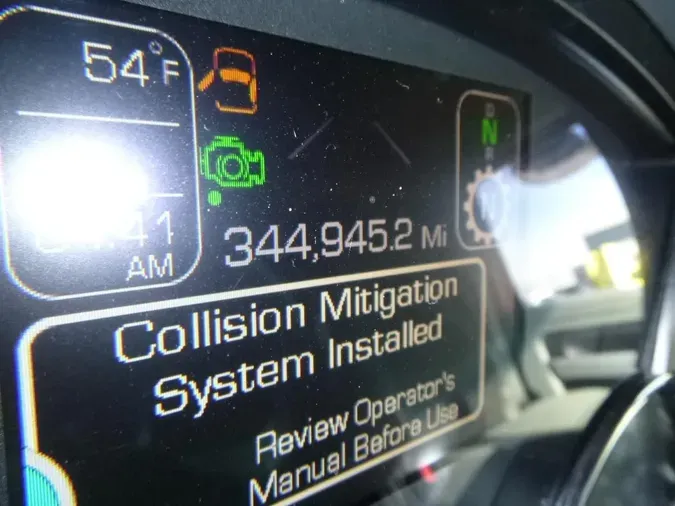 54°F
AM
344,945.2 Mi
N
N
Collision Mitigation
System Installed
Review Operator's
Manual Before Use